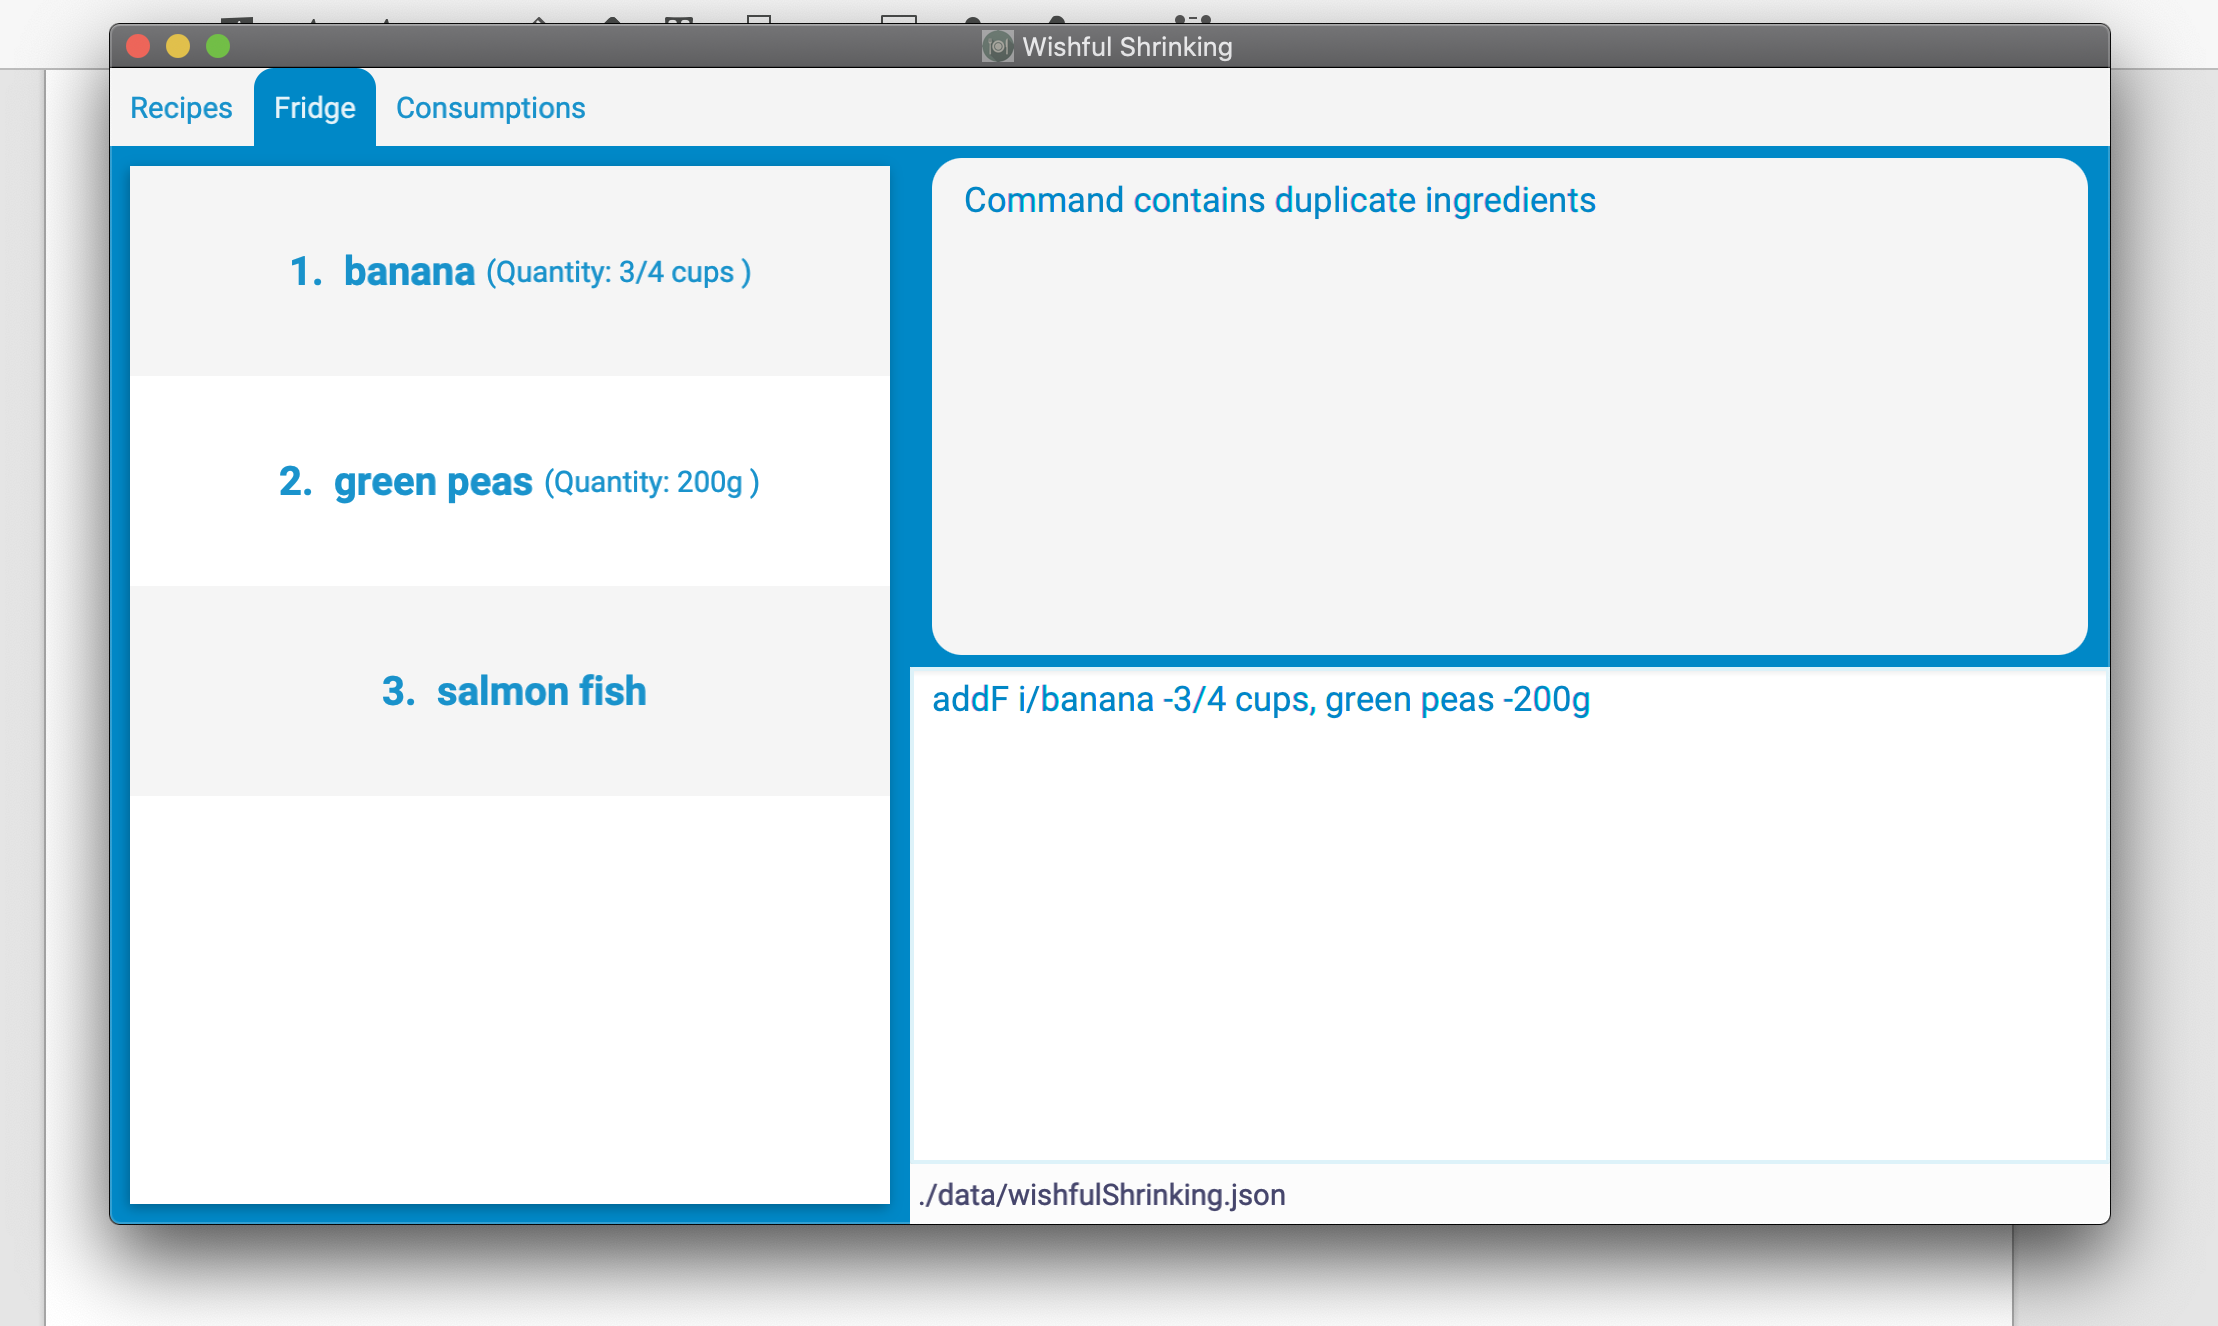 Wishful Shrinking
Recipes Fridge Consumptions
1. banana (Quantity: 3/4 cups )
2. green peas (Quantity: 200g )
3. salmon fish
Command contains duplicate ingredients
addF i/banana -3/4 cups, green peas -200g
./data/wishfulShrinking.json